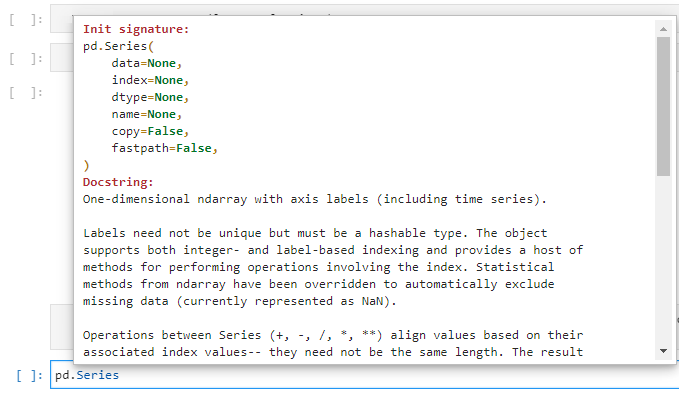 [ ]:
Init signature:
pd.Series(
data=None,
[ ]:
index=None,
dtype=None,
[ ]:
name=None,
copy=False,
fastpath=False,
)
Docstring:
One-dimensional ndarray with axis labels (including time series).
Labels need not be unique but must be a hashable type. The object
supports both integer- and label-based indexing and provides a host of
methods for performing operations involving the index. Statistical
methods from ndarray have been overridden to automatically exclude
missing data (currently represented as NaN).
Operations between Series (+, -, /, *, **) align values based on their
associated index values-- they need not be the same length. The result
[ ]: pd.Series